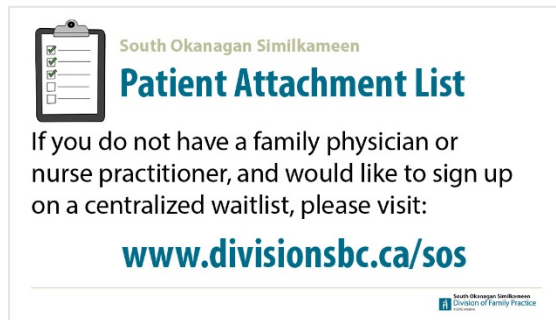 South Okanagan Similkameen
Patient Attachment List
If you do not have a family physician or
nurse practitioner, and would like to sign up
on a centralized waitlist, please visit:
www.divisionsbc.ca/sos
South Okanagan Similkameen
Division of Family Practice